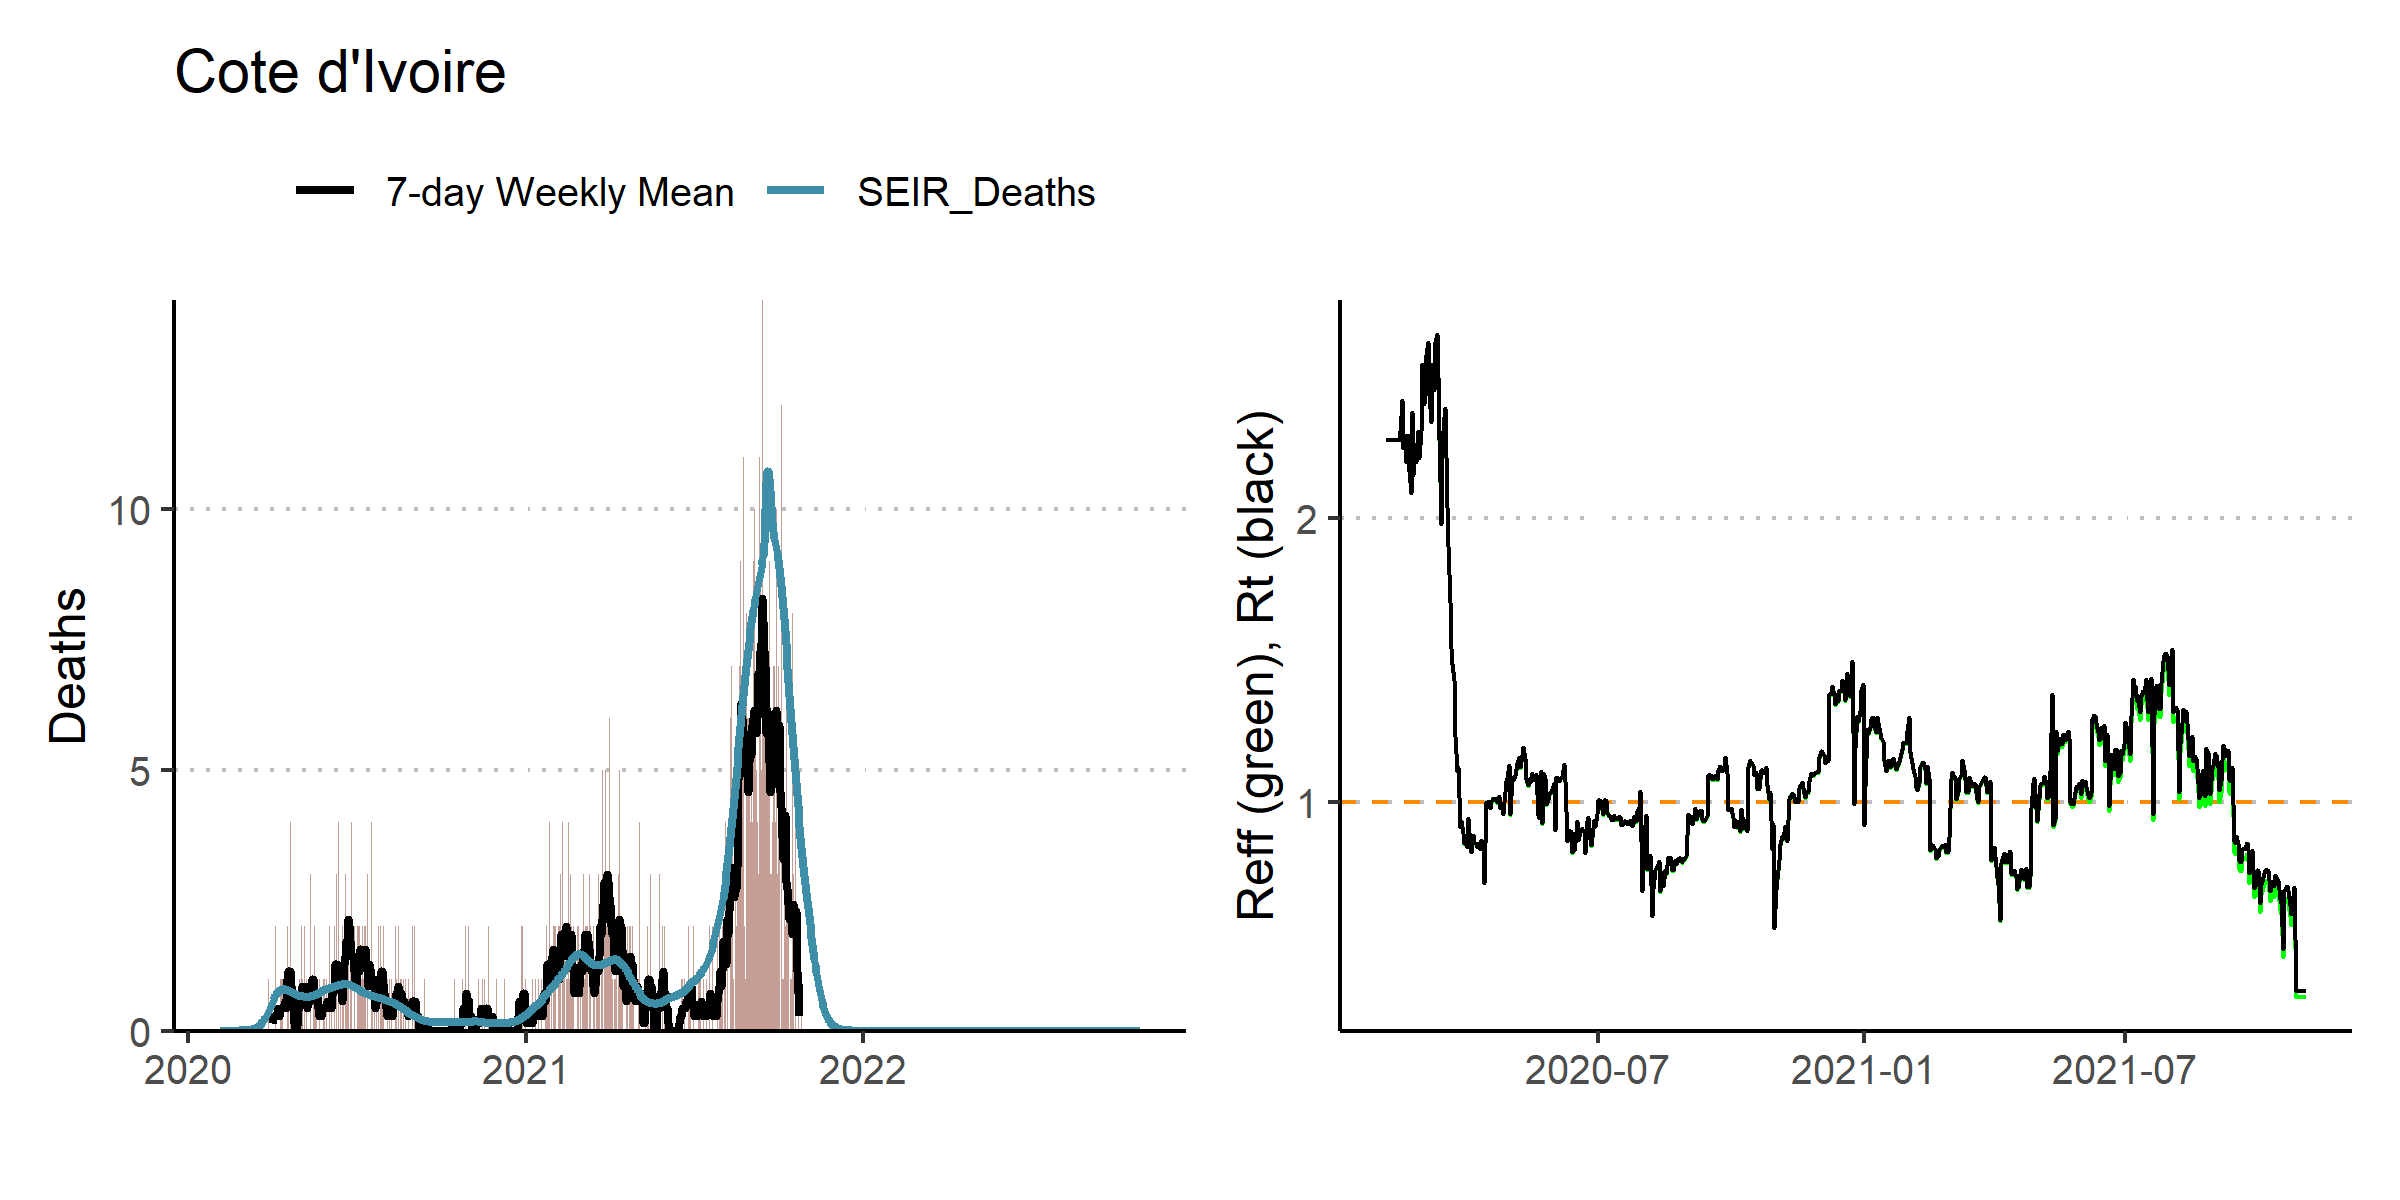 Cote d'Ivoire
7-day Weekly Mean
SEIR_Deaths
Deaths
10
5
0
2020
2021
2022
Reff (green), Rt (black)
2
1
2020-07
2021-01
2021-07